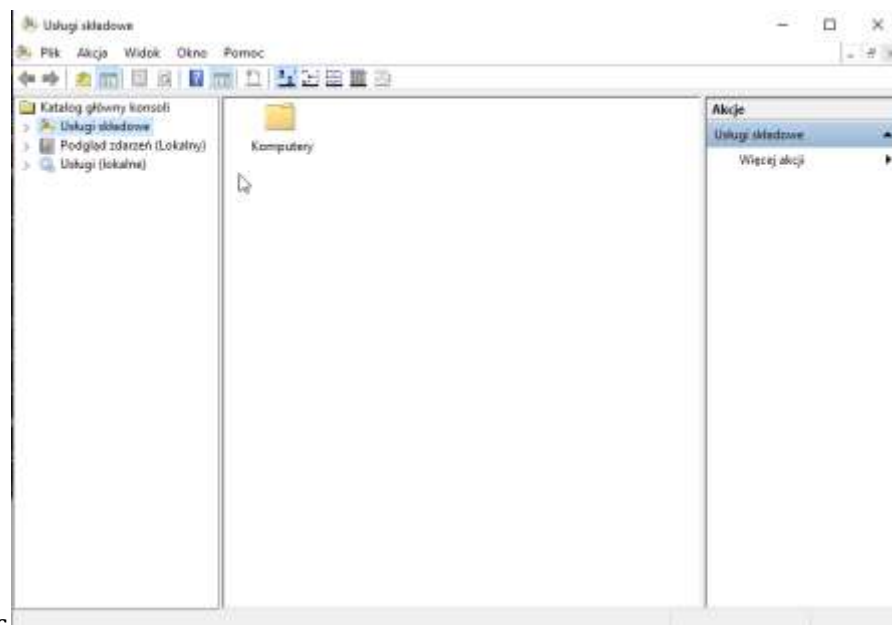 Usługi składowe
Plik Akcja Widok Okno Pomoc
Katalog główny konsoli
Usługi składowe
Podgląd zdarzeń (Lokalny)
Usługi (lokalne)
Komputery
Akcje
Usługi składowe
Więcej akcji